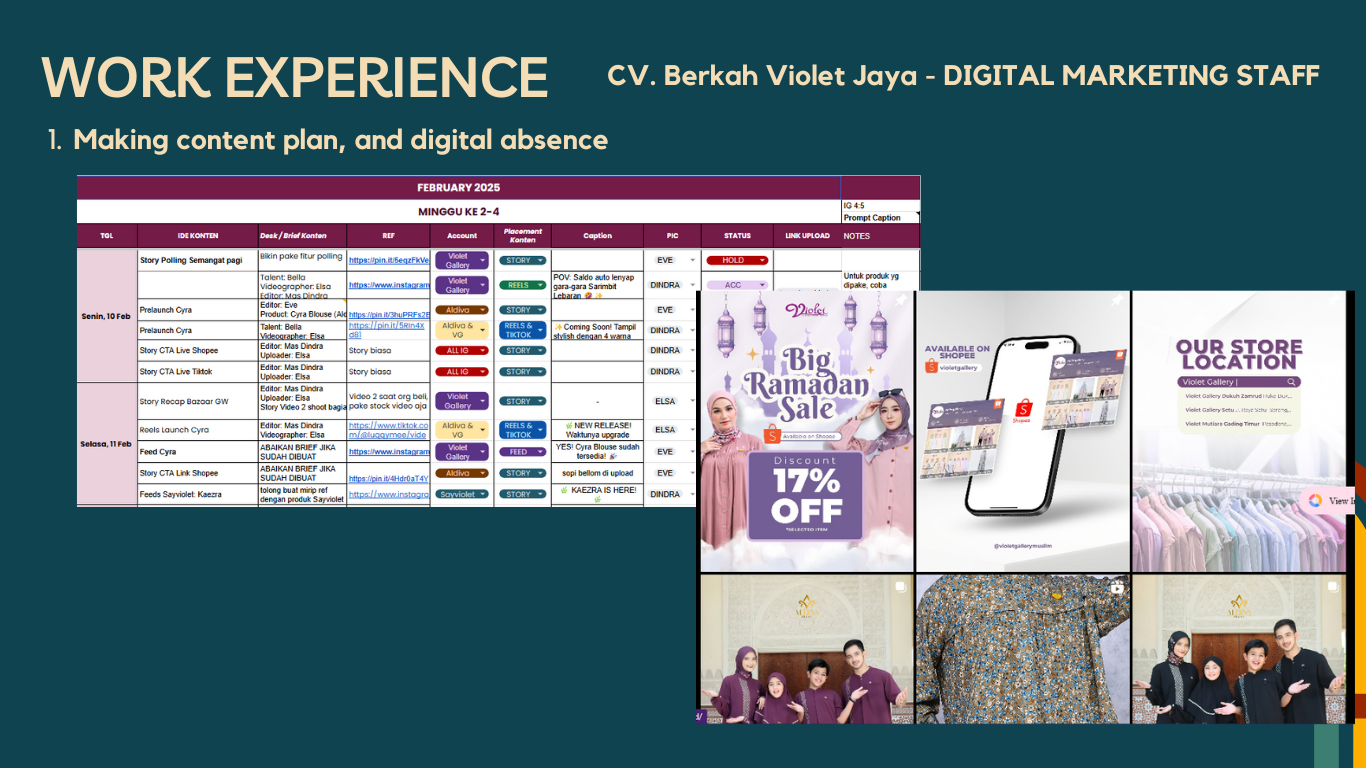 WORK EXPERIENCE
CV. Berkah Violet Jaya - DIGITAL MARKETING STAFF
1. Making content plan, and digital absence
FEBRUARY 2025
MINGGU KE 2-4
IG 4:5
Prompt Caption
TGL IDE KONTEN Desk / Brief Konten REF Account Placement Konten Caption PIC STATUS LINK UPLOAD NOTES
Senin, 10 Feb
Story Polling Semangat pagi Bikin pake fitur polling https://pin.it/5eqzFkVe Violet Gallery STORY EVE HOLD
Talent: Bella
Videographer: Elsa
Editor: Mas Dindra
https://www.instagram Violet Gallery REELS
POV: Saldo auto lenyap
gara-gara Sarimbit
Lebaran
DINDRA ACC
Untuk produk yg
dipake, coba
Prelaunch Cyra
Editor: Eve
Product: Cyra Blouse (Ald
https://pin.it/3huPRFs2B Aldiva STORY EVE
Prelaunch Cyra
Talent: Bella
Videographer: Elsa
https://pin.it/5RIn4X
d8l
Aldiva & VG REELS & TIKTOK
✨ Coming Soon! Tampil
stylish dengan 4 warna
DINDRA
Story CTA Live Shopee
Editor: Mas Dindra
Uploader: Elsa
Story biasa ALL IG STORY DINDRA
Story CTA Live Tiktok
Editor: Mas Dindra
Uploader: Elsa
Story biasa ALL IG STORY DINDRA
Selasa, 11 Feb
Story Recap Bazaar GW
Editor: Mas Dindra
Uploader: Elsa
Story Video 2 shoot bagia
Video 2 saat org beli,
pake stock video aja
Violet Gallery STORY - ELSA
Reels Launch Cyra
Editor: Mas Dindra
Videographer: Elsa
https://www.tiktok.co
m/@luqqymee/vide
Aldiva & VG REELS & TIKTOK
🌿 NEW RELEASE!
Waktunya upgrade
ELSA
Feed Cyra
ABAIKAN BRIEF JIKA
SUDAH DIBUAT
https://www.instagram Violet Gallery FEED
YES! Cyra Blouse sudah
tersedia! 🎉
EVE
Story CTA Link Shopee
ABAIKAN BRIEF JIKA
SUDAH DIBUAT
https://pin.it/4Hdr0aT4Y Aldiva STORY sopi bellom di upload EVE
Feeds Sayviolet: Kaezra
tolong buat mirip ref
dengan produk Sayviolet
https://www.instagra Sayviolet STORY
🌿 KAEZRA IS HERE!
🌿
DINDRA
Violet
Big
Ramadan
Sale
Available on Shopee
Discount
17%
OFF
*SELECTED ITEM
AVAILABLE ON
SHOPEE
violetgallery
Shopee
@violetgallerymuslim
OUR STORE
LOCATION
Violet Gallery |
Violet Gallery Dukuh Zamrud
Violet Gallery Setu
Violet Mutiara Gading Timur
View I